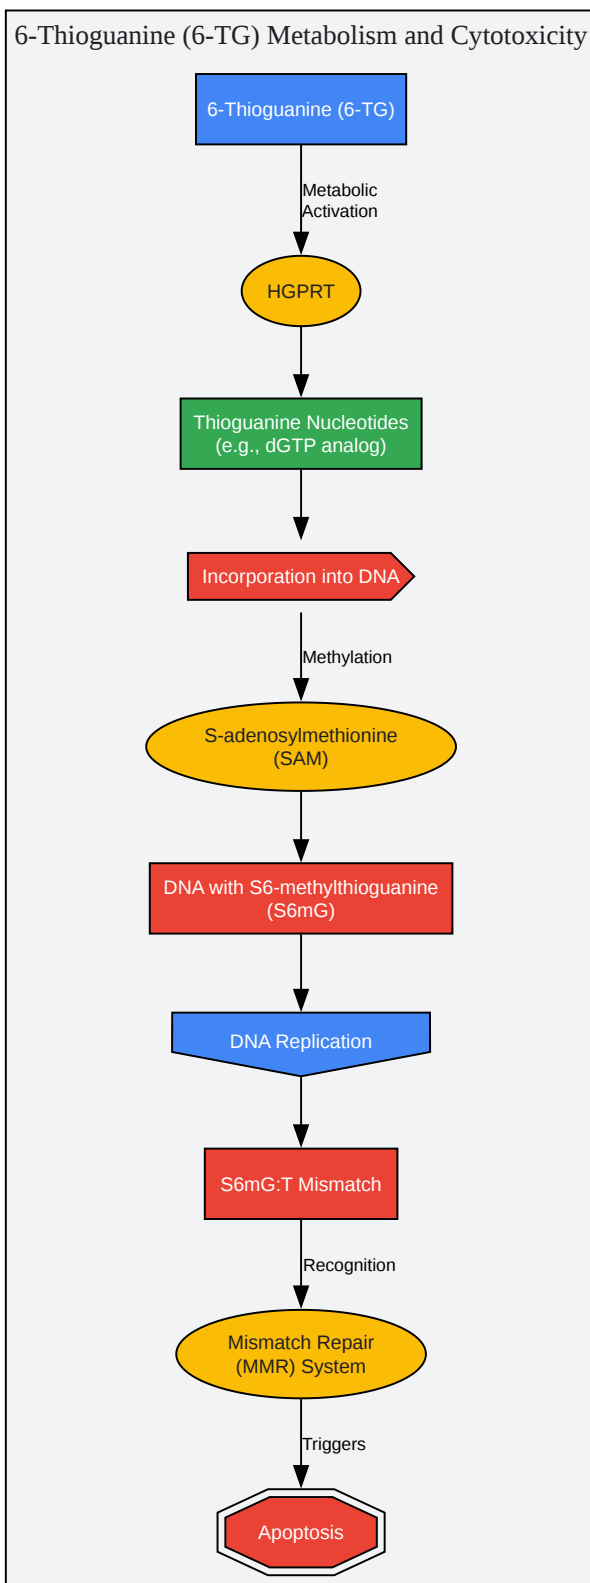 6-Thioguanine (6-TG) Metabolism and Cytotoxicity
6-Thioguanine (6-TG)
Metabolic
Activation
HGPRT
Thioguanine Nucleotides
(e.g., dGTP analog)
Incorporation into DNA
Methylation
S-adenosylmethionine
(SAM)
DNA with S6-methylthioguanine
(S6mG)
DNA Replication
S6mG:T Mismatch
Recognition
Mismatch Repair
(MMR) System
Triggers
Apoptosis